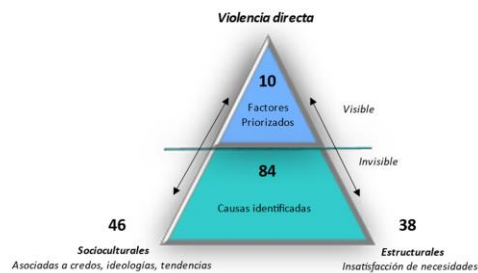 Violencia directa
10
Factores
Priorizados
Visible
Invisible
84
Causas identificadas
46
Socioculturales
Asociadas a credos, ideologías, tendencias
38
Estructurales
Insatisfacción de necesidades